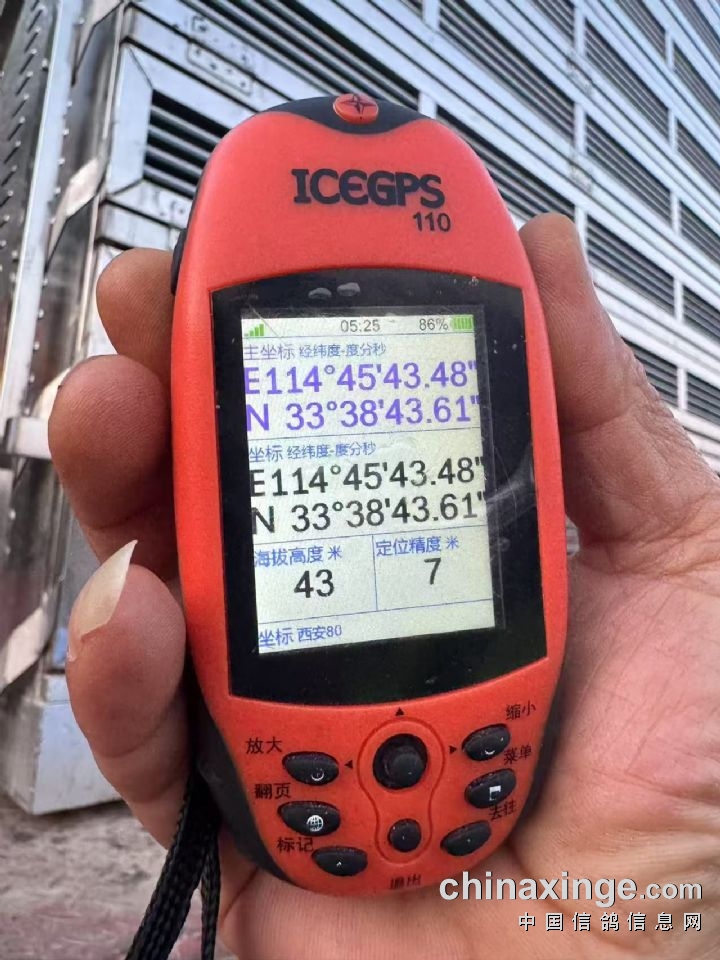 ICEGPS
110
05:25 86%
主坐标 经纬度-度分秒
E114°45'43.48"
N 33°38'43.61"
坐标 经纬度-度分秒
E114°45'43.48"
N 33°38'43.61"
海拔高度 米 定位精度 米
43 7
坐标 西安80
缩小
放大
菜单
翻页
去往
标记
退出
chinaxinge.com
中国信鸽信息网